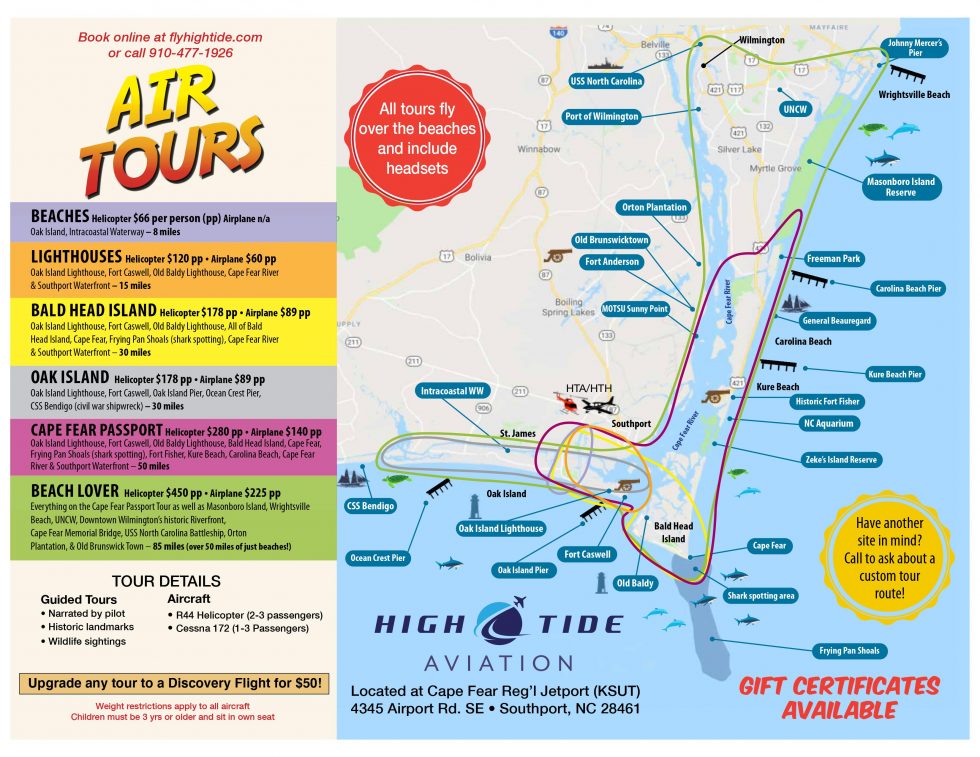 Book online at flyhightide.com
or call 910-477-1926
AIR
TOURS
BEACHES Helicopter $66 per person (pp) Airplane n/a
Oak Island, Intracoastal Waterway – 8 miles
LIGHTHOUSES Helicopter $120 pp • Airplane $60 pp
Oak Island Lighthouse, Fort Caswell, Old Baldy Lighthouse, Cape Fear River
& Southport Waterfront – 15 miles
BALD HEAD ISLAND Helicopter $178 pp • Airplane $89 pp
Oak Island Lighthouse, Fort Caswell, Old Baldy Lighthouse, All of Bald
Head Island, Cape Fear, Frying Pan Shoals (shark spotting), Cape Fear River
& Southport Waterfront – 30 miles
OAK ISLAND Helicopter $178 pp • Airplane $89 pp
Oak Island Lighthouse, Fort Caswell, Oak Island Pier, Ocean Crest Pier,
CSS Bendigo (civil war shipwreck) – 30 miles
CAPE FEAR PASSPORT Helicopter $280 pp • Airplane $140 pp
Oak Island Lighthouse, Fort Caswell, Old Baldy Lighthouse, Bald Head Island, Cape Fear,
Frying Pan Shoals (shark spotting), Fort Fisher, Kure Beach, Carolina Beach, Cape Fear
River & Southport Waterfront – 50 miles
BEACH LOVER Helicopter $450 pp • Airplane $225 pp
Everything on the Cape Fear Passport Tour as well as Masonboro Island, Wrightsville
Beach, UNCW, Downtown Wilmington's historic Riverfront,
Cape Fear Memorial Bridge, USS North Carolina Battleship, Orton
Plantation, & Old Brunswick Town – 85 miles (over 50 miles of just beaches!)
TOUR DETAILS
Guided Tours
• Narrated by pilot
• Historic landmarks
• Wildlife sightings
Aircraft
• R44 Helicopter (2-3 passengers)
• Cessna 172 (1-3 Passengers)
Upgrade any tour to a Discovery Flight for $50!
Weight restrictions apply to all aircraft
Children must be 3 yrs or older and sit in own seat
All tours fly
over the beaches
and include
headsets
MAYFAIRE
140
Belville
Wilmington
Johnny Mercer's
Pier
USS North Carolina
Wrightsville Beach
87
17
421
117
UNCW
Port of Wilmington
133
132
421
17
Winnabow
Silver Lake
Myrtle Grove
Masonboro Island
Reserve
87
Orton Plantation
133
Old Brunswicktown
Fort Anderson
Bolivia
17
Freeman Park
Carolina Beach Pier
Cape Fear River
Boiling
Spring Lakes
MOTSU Sunny Point
General Beauregard
Carolina Beach
SUPPLY
211
133
87
211
Kure Beach Pier
Kure Beach
421
Intracoastal WW
HTA/HTH
Historic Fort Fisher
906
Southport
NC Aquarium
St. James
Cape Fear River
Zeke's Island Reserve
CSS Bendigo
Oak Island
Oak Island Lighthouse
Bald Head
Island
Cape Fear
Ocean Crest Pier
Fort Caswell
Oak Island Pier
Old Baldy
Shark spotting area
Have another
site in mind?
Call to ask about a
custom tour
route!
HIGH TIDE
AVIATION
Frying Pan Shoals
Located at Cape Fear Reg'l Jetport (KSUT)
4345 Airport Rd. SE • Southport, NC 28461
GIFT CERTIFICATES
AVAILABLE